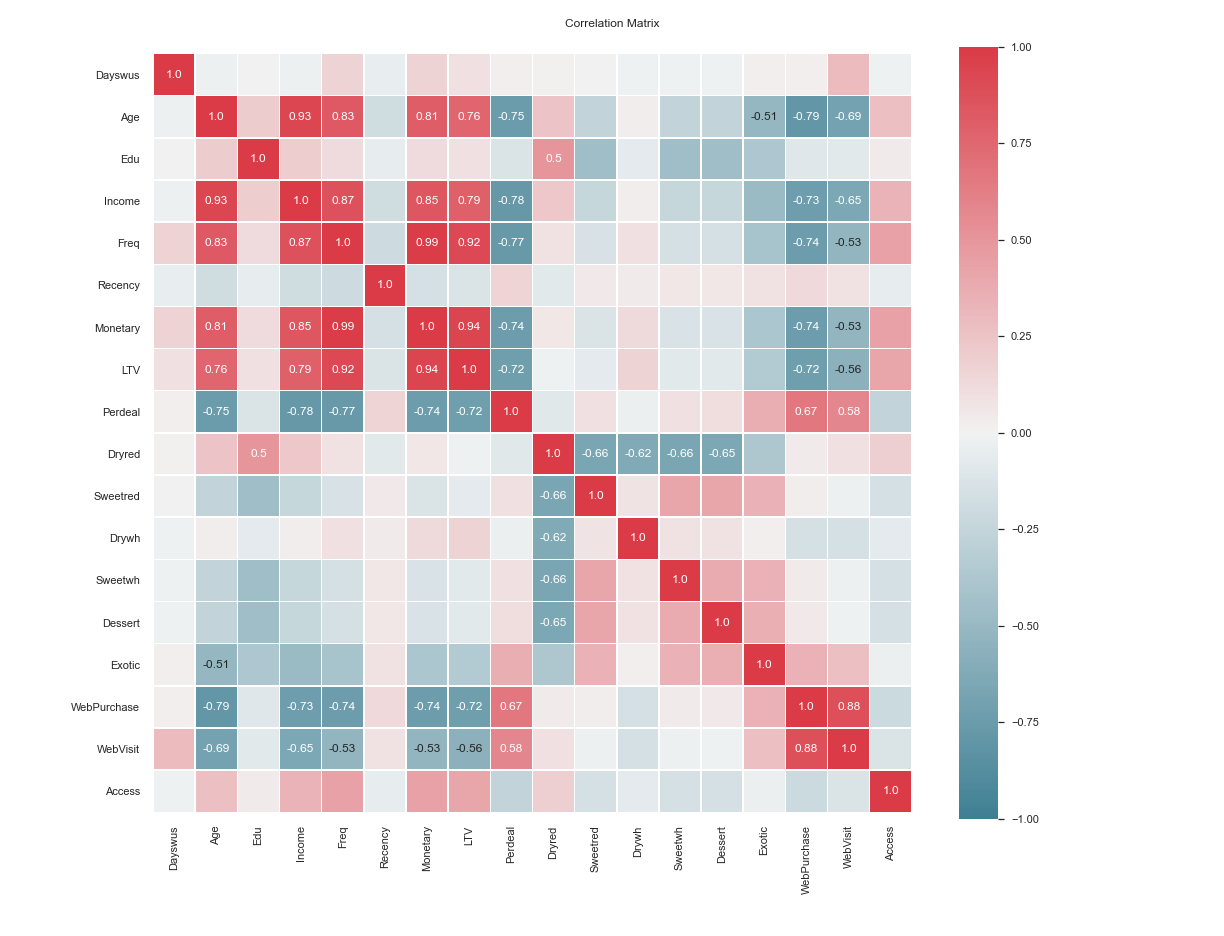 Correlation Matrix
Dayswus 1.0
Age 1.0 0.93 0.83 0.81 0.76 -0.75 -0.51 -0.79 -0.69
Edu 1.0 0.5
Income 0.93 1.0 0.87 0.85 0.79 -0.78 -0.73 -0.65
Freq 0.83 0.87 1.0 0.99 0.92 -0.77 -0.74 -0.53
Recency 1.0
Monetary 0.81 0.85 0.99 1.0 0.94 -0.74 -0.74 -0.53
LTV 0.76 0.79 0.92 0.94 1.0 -0.72 -0.72 -0.56
Perdeal -0.75 -0.78 -0.77 -0.74 -0.72 1.0 0.67 0.58
Dryred 0.5 1.0 -0.66 -0.62 -0.66 -0.65
Sweetred -0.66 1.0
Drywh -0.62 1.0
Sweetwh -0.66 1.0
Dessert -0.65 1.0
Exotic -0.51 1.0
WebPurchase -0.79 -0.73 -0.74 -0.74 -0.72 0.67 1.0 0.88
WebVisit -0.69 -0.65 -0.53 -0.53 -0.56 0.58 0.88 1.0
Access 1.0
Dayswus Age Edu Income Freq Recency Monetary LTV Perdeal Dryred Sweetred Drywh Sweetwh Dessert Exotic WebPurchase WebVisit Access
1.00
0.75
0.50
0.25
0.00
−0.25
−0.50
−0.75
−1.00